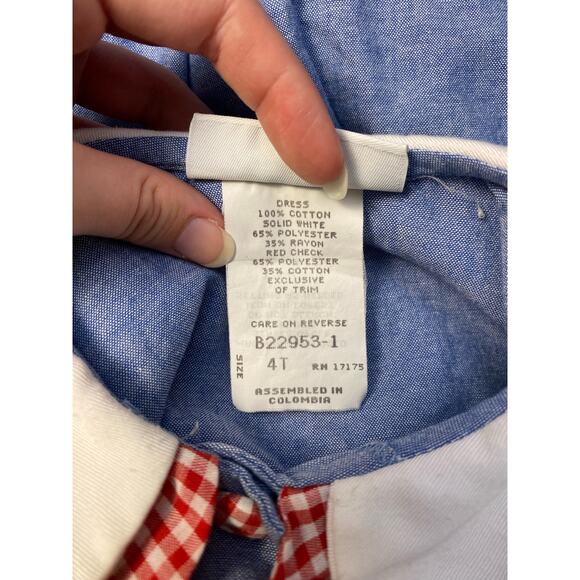 DRESS
100% COTTON
SOLID WHITE
65% POLYESTER
35% RAYON
RED CHECK
65% POLYESTER
35% COTTON
EXCLUSIVE
OF TRIM
CARE ON REVERSE
B22953-1
SIZE 4T RN 17175
ASSEMBLED IN
COLOMBIA